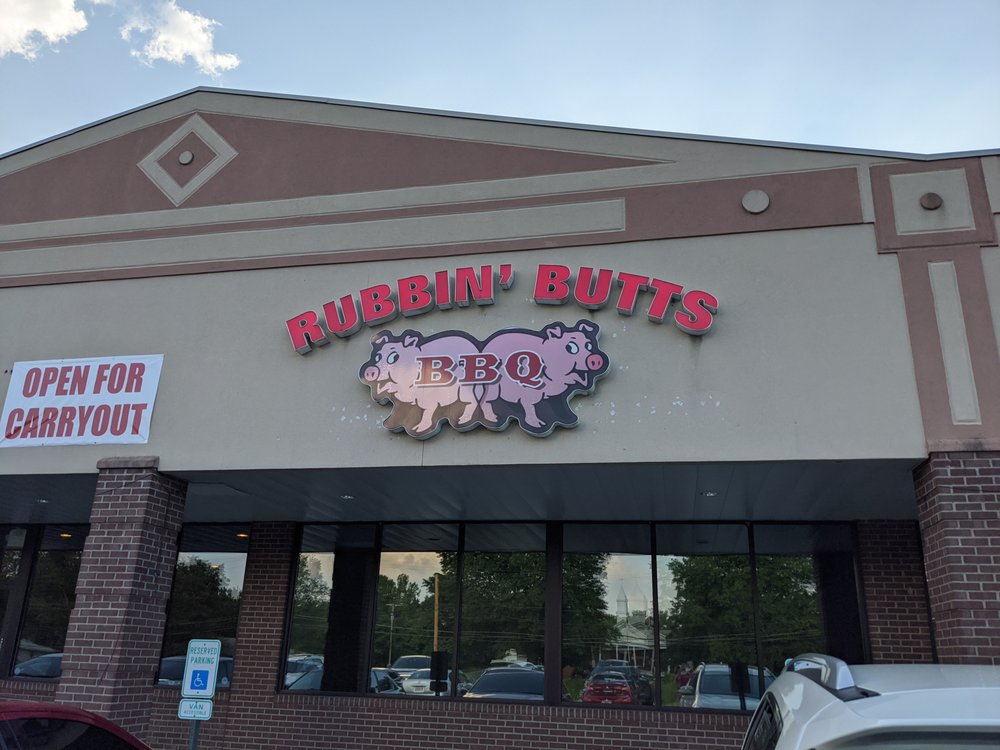 RUBBIN' BUTTS
BBQ
OPEN FOR
CARRYOUT
RESERVED
PARKING
VAN
ACCESSIBLE